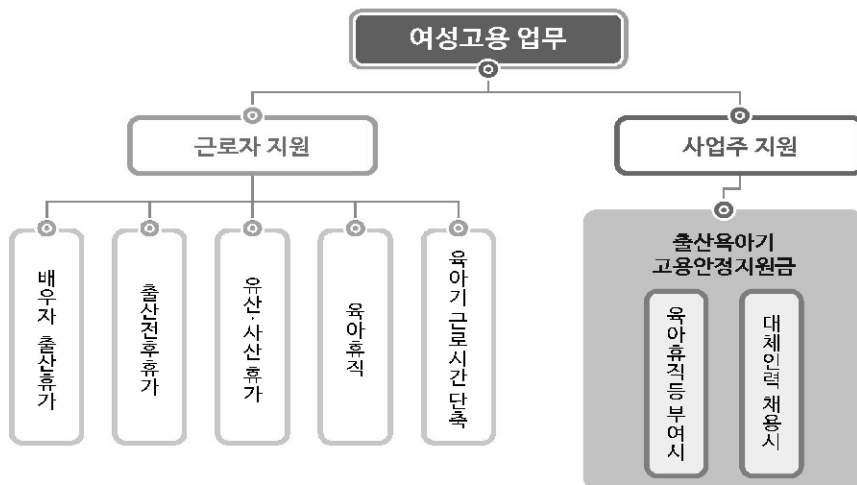 여성고용 업무
근로자 지원
사업주 지원
배우자 출산휴가
출산전후휴가
유산·사산 휴가
육아휴직
육아기 근로시간 단축
출산육아기
고용안정지원금
육아휴직등 부여시
대체인력 채용시